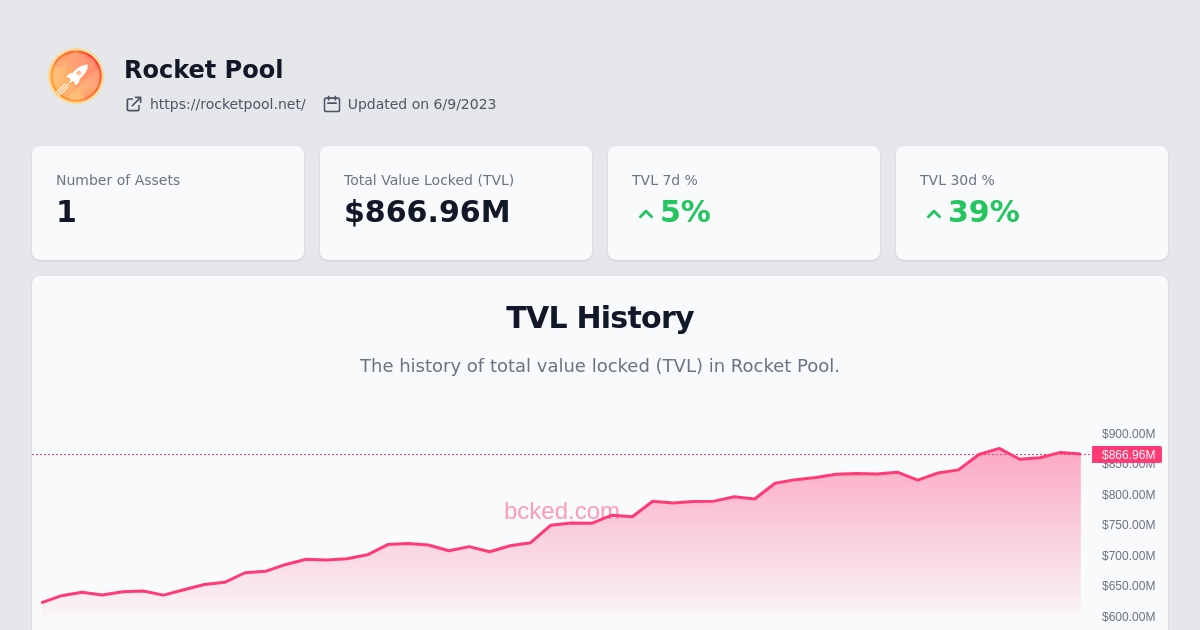 Rocket Pool
https://rocketpool.net/ Updated on 6/9/2023
Number of Assets
1
Total Value Locked (TVL)
$866.96M
TVL 7d %
5%
TVL 30d %
39%
TVL History
The history of total value locked (TVL) in Rocket Pool.
$900.00M
$866.96M
$850.00M
$800.00M
bcked.com
$750.00M
$700.00M
$650.00M
$600.00M